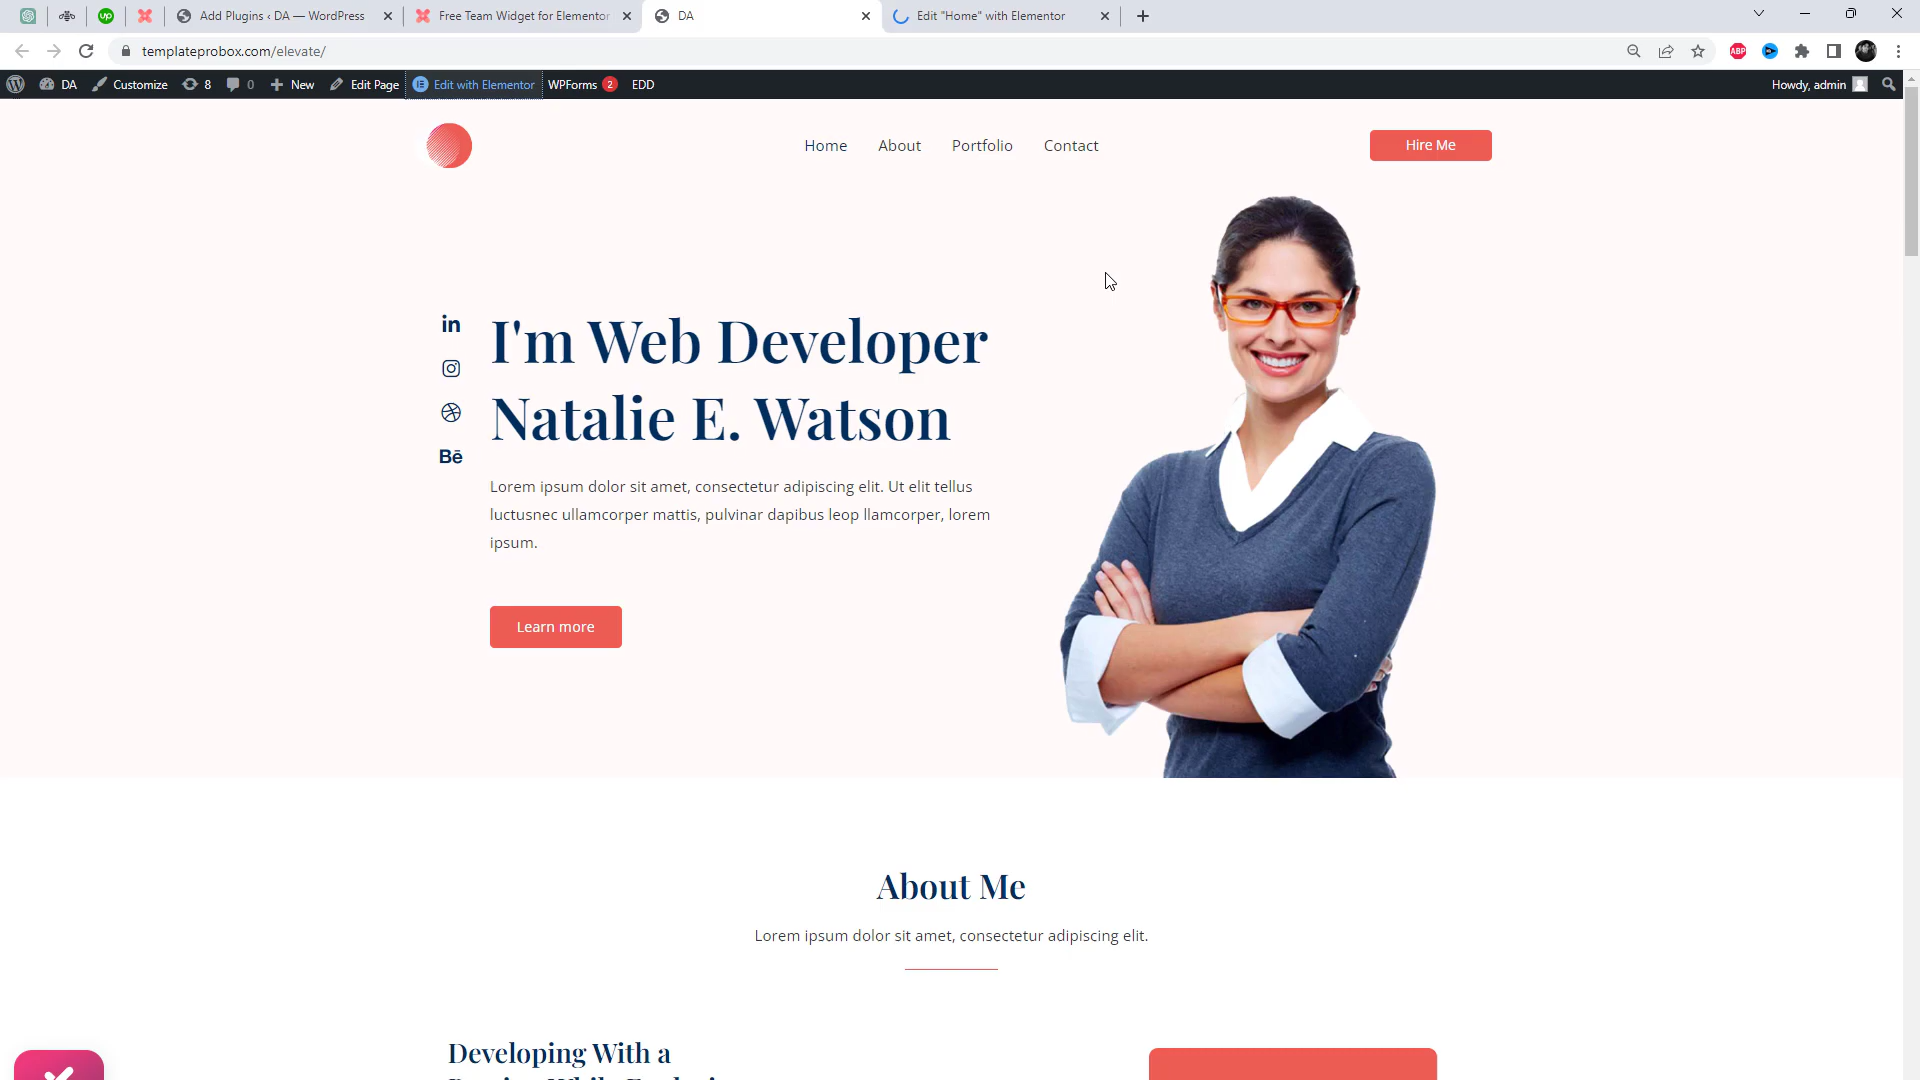 Add Plugins ‹ DA — WordPress
Free Team Widget for Elementor
DA
Edit "Home" with Elementor
templateprobox.com/elevate/
ABP
DA
Customize
8
0
New
Edit Page
Edit with Elementor
WPForms 2
EDD
Howdy, admin
Home
About
Portfolio
Contact
Hire Me
in
Bē
I'm Web Developer
Natalie E. Watson
Lorem ipsum dolor sit amet, consectetur adipiscing elit. Ut elit tellus
luctusnec ullamcorper mattis, pulvinar dapibus leop llamcorper, lorem
ipsum.
Learn more
About Me
Lorem ipsum dolor sit amet, consectetur adipiscing elit.
Developing With a